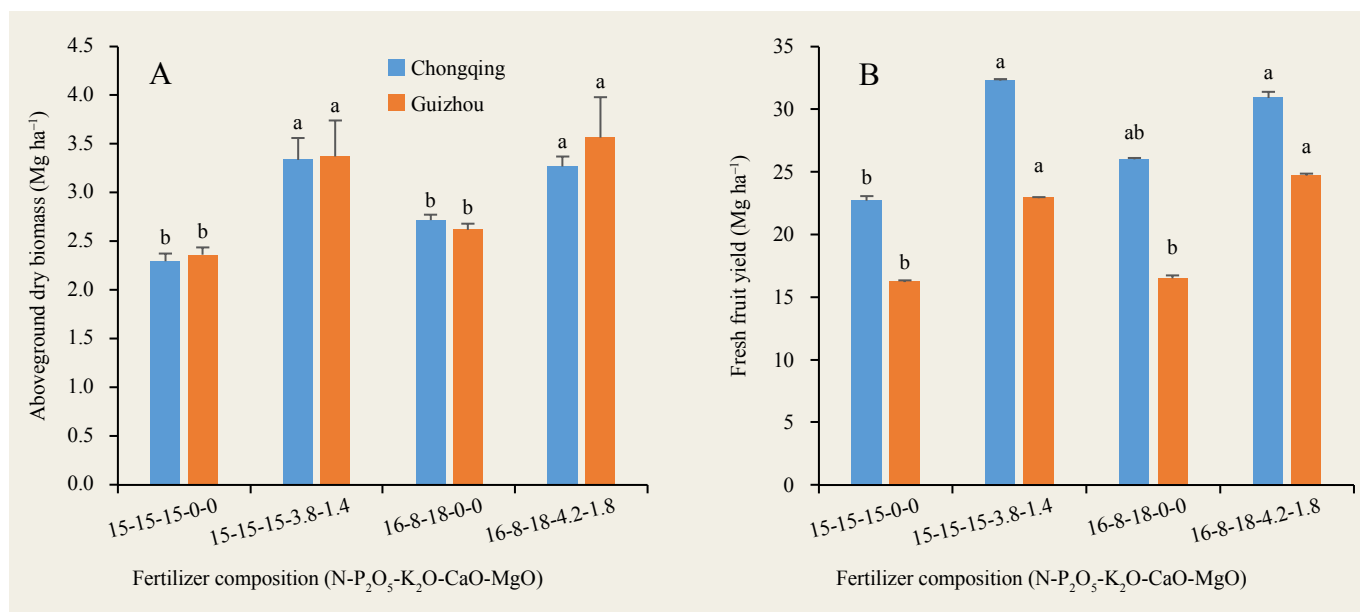 A
Chongqing
Guizhou
Aboveground dry biomass (Mg ha⁻¹)
4.5
4.0
3.5
3.0
2.5
2.0
1.5
1.0
0.5
0.0
b b a a b b a a
15-15-15-0-0 15-15-15-3.8-1.4 16-8-18-0-0 16-8-18-4.2-1.8
Fertilizer composition (N-P₂O₅-K₂O-CaO-MgO)
B
Fresh fruit yield (Mg ha⁻¹)
35
30
25
20
15
10
5
0
b b a a ab b a a
15-15-15-0-0 15-15-15-3.8-1.4 16-8-18-0-0 16-8-18-4.2-1.8
Fertilizer composition (N-P₂O₅-K₂O-CaO-MgO)